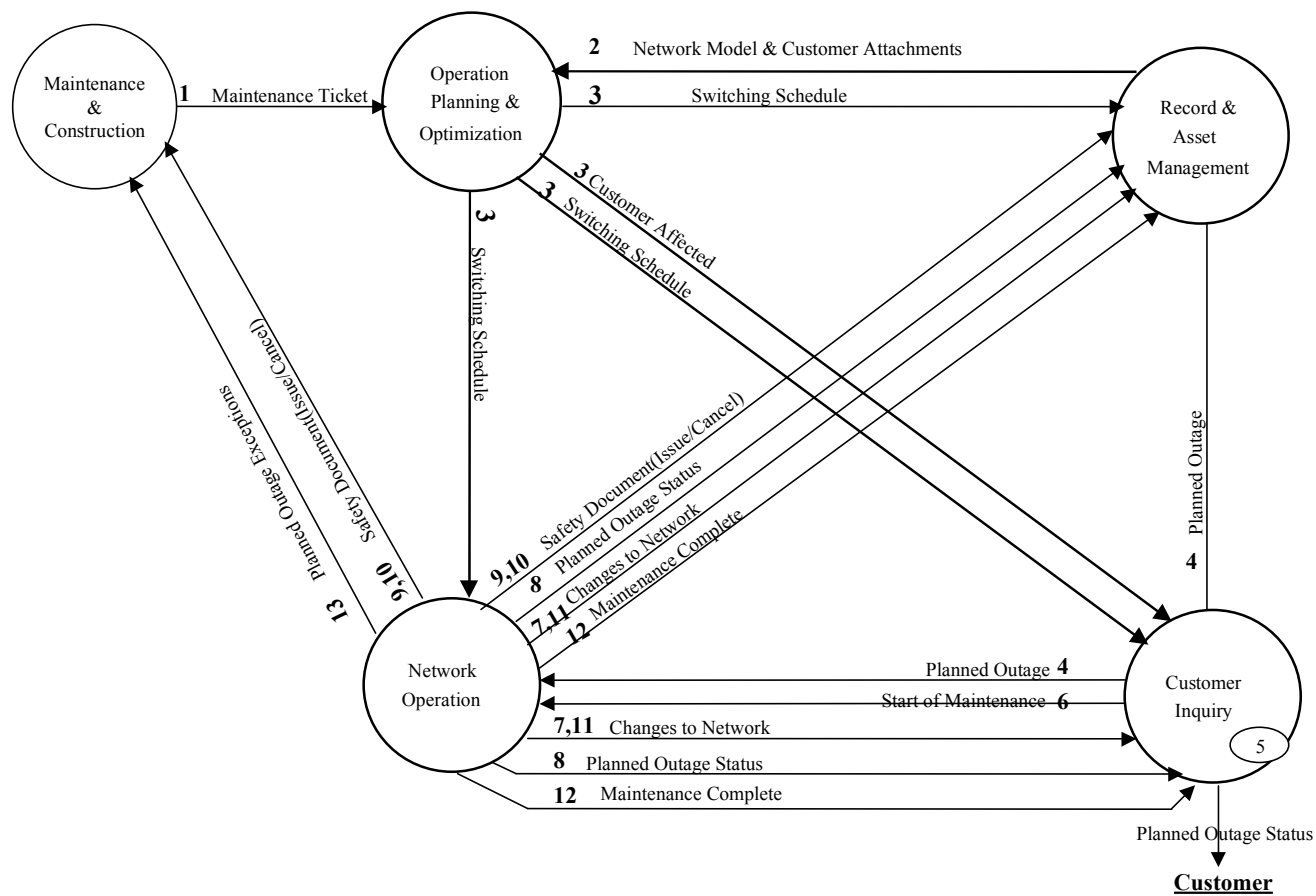 2 Network Model & Customer Attachments
Maintenance
&
Construction
1 Maintenance Ticket
Operation
Planning &
Optimization
3 Switching Schedule
Record &
Asset
Management
3 Customer Affected
3 Switching Schedule
3 Switching Schedule
Safety Document(Issue/Cancel)
9,10
Planned Outage Exceptions
13
9,10 Safety Document(Issue/Cancel)
8 Planned Outage Status
7,11 Changes to Network
12 Maintenance Complete
Planned Outage
4
Network
Operation
Planned Outage 4
Start of Maintenance 6
7,11 Changes to Network
8 Planned Outage Status
12 Maintenance Complete
Customer
Inquiry
5
Planned Outage Status
Customer